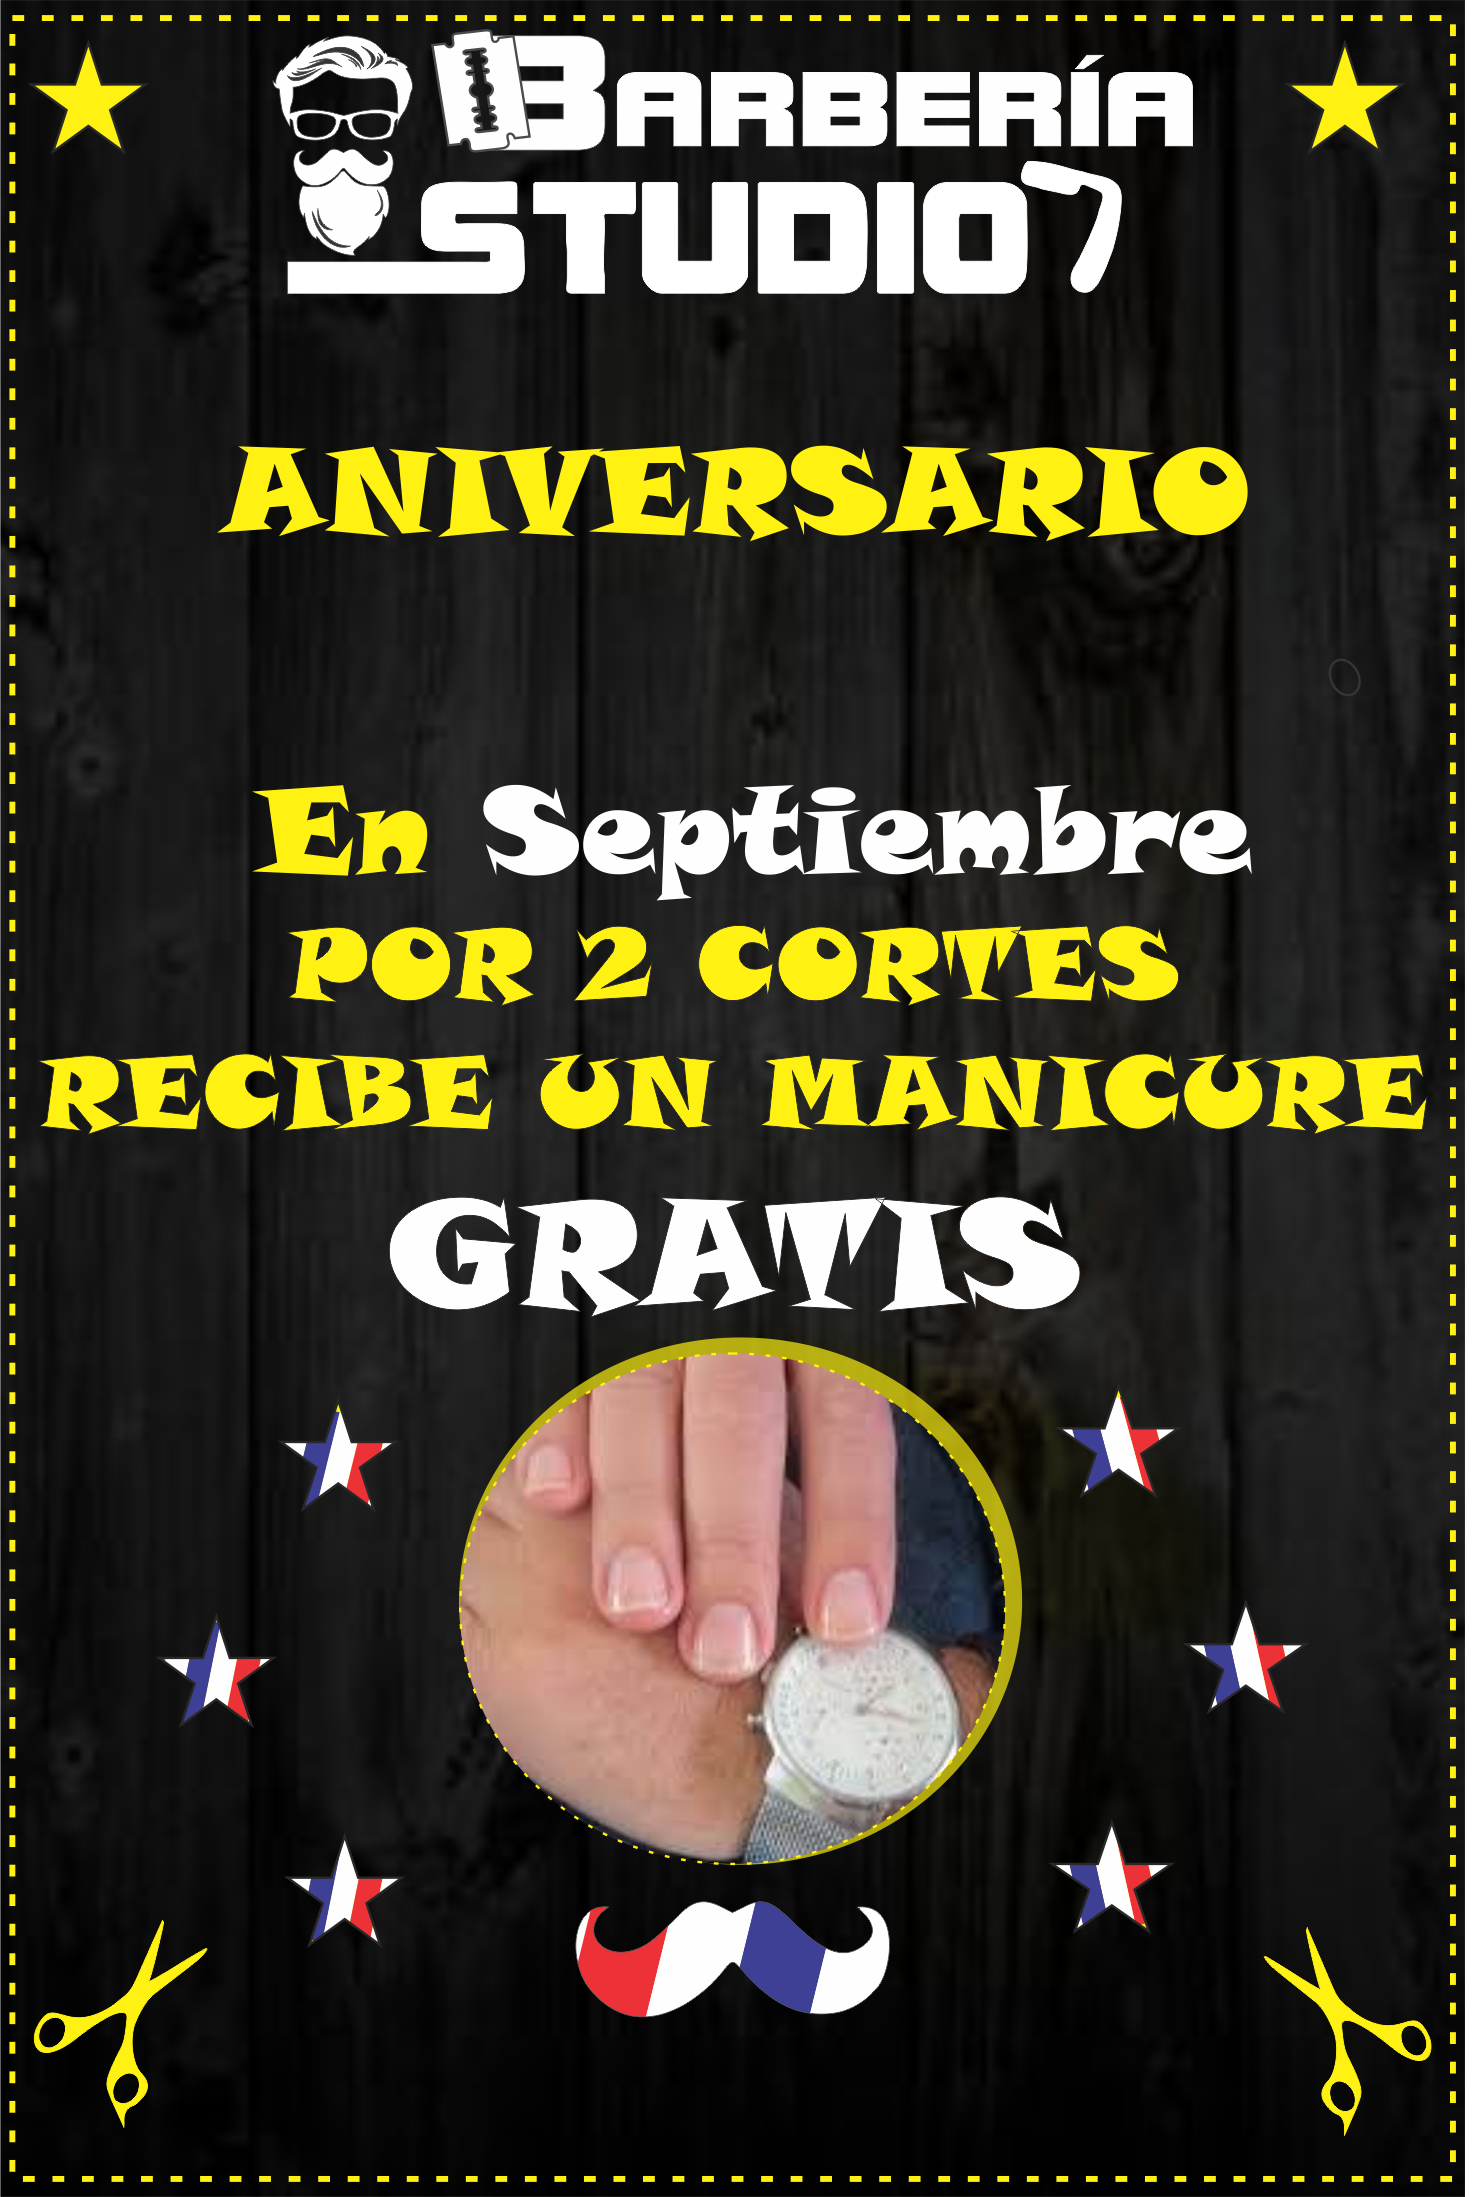 BARBERÍA
STUDIO7
ANIVERSARIO
En Septiembre
POR 2 CORTES
RECIBE UN MANICURE
GRATIS